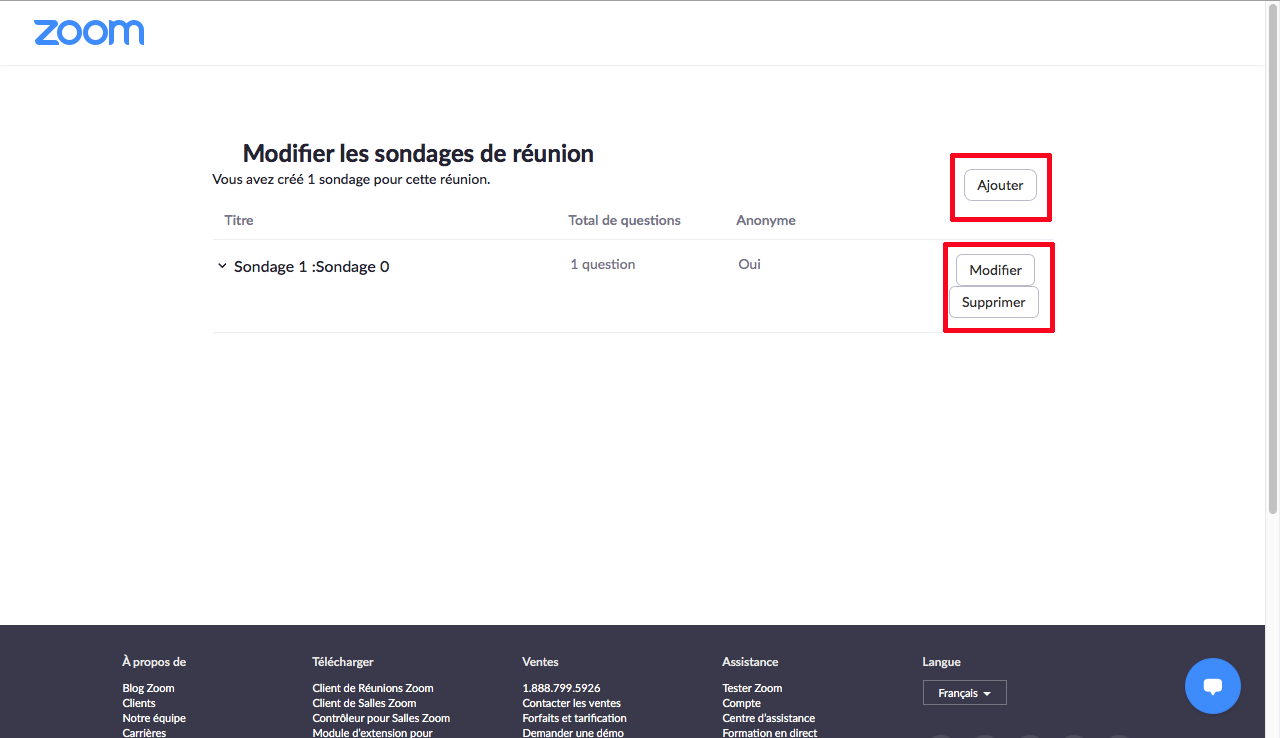 zoom
Modifier les sondages de réunion
Vous avez créé 1 sondage pour cette réunion.
Ajouter
Titre Total de questions Anonyme
Sondage 1 :Sondage 0 1 question Oui
Modifier
Supprimer
À propos de Télécharger Ventes Assistance Langue
Blog Zoom Client de Réunions Zoom 1.888.799.5926 Tester Zoom Français
Clients Client de Salles Zoom Contacter les ventes Compte
Notre équipe Contrôleur pour Salles Zoom Forfaits et tarification Centre d'assistance
Carrières Module d'extension pour Demander une démo Formation en direct